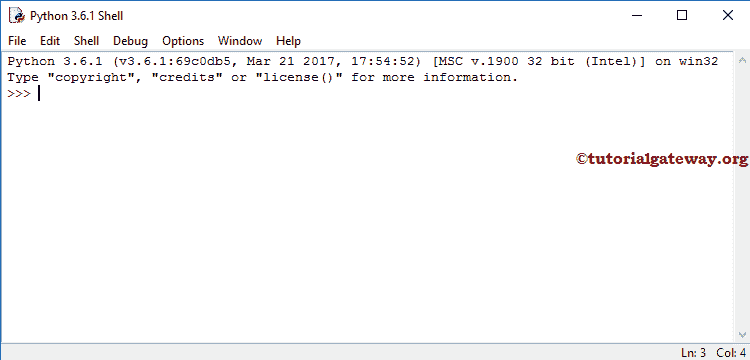 Python 3.6.1 Shell
File Edit Shell Debug Options Window Help
Python 3.6.1 (v3.6.1:69c0db5, Mar 21 2017, 17:54:52) [MSC v.1900 32 bit (Intel)] on win32
Type "copyright", "credits" or "license()" for more information.
>>>
©tutorialgateway.org
Ln: 3 Col: 4